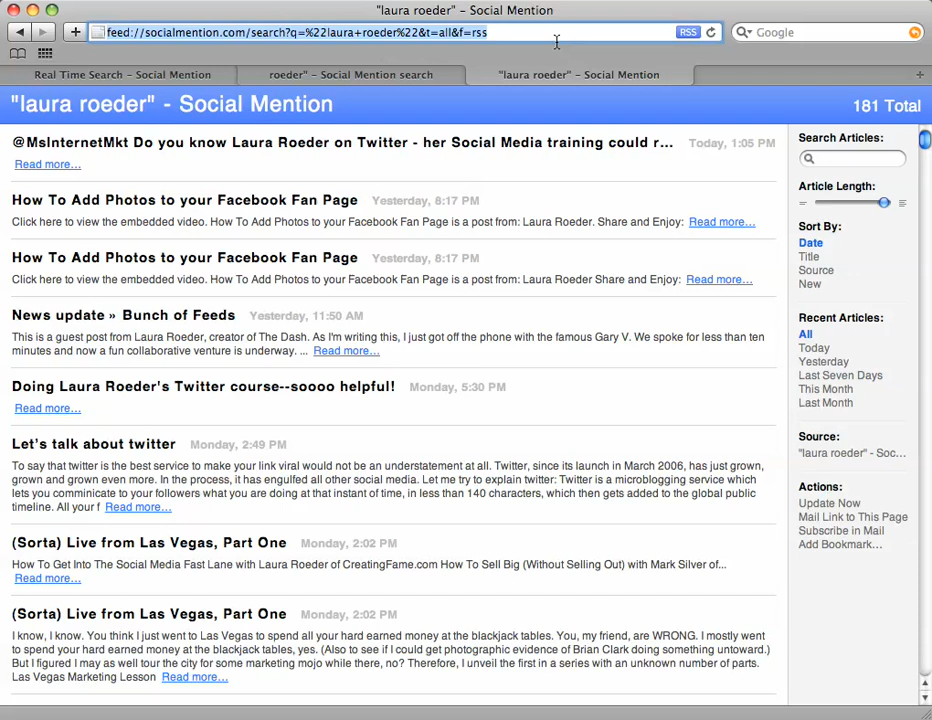 "laura roeder" - Social Mention
feed://socialmention.com/search?q=%22laura+roeder%22&t=all&f=rss
RSS
Google
Real Time Search - Social Mention
roeder" - Social Mention search
"laura roeder" - Social Mention
"laura roeder" - Social Mention
181 Total
@MsInternetMkt Do you know Laura Roeder on Twitter - her Social Media training could r... Today, 1:05 PM
Read more...
How To Add Photos to your Facebook Fan Page Yesterday, 8:17 PM
Click here to view the embedded video. How To Add Photos to your Facebook Fan Page is a post from: Laura Roeder. Share and Enjoy: Read more...
How To Add Photos to your Facebook Fan Page Yesterday, 8:17 PM
Click here to view the embedded video. How To Add Photos to your Facebook Fan Page is a post from: Laura Roeder Share and Enjoy: Read more...
News update » Bunch of Feeds Yesterday, 11:50 AM
This is a guest post from Laura Roeder, creator of The Dash. As I'm writing this, I just got off the phone with the famous Gary V. We spoke for less than ten
minutes and now a fun collaborative venture is underway. ... Read more...
Doing Laura Roeder's Twitter course--soooo helpful! Monday, 5:30 PM
Read more...
Let's talk about twitter Monday, 2:49 PM
To say that twitter is the best service to make your link viral would not be an understatement at all. Twitter, since its launch in March 2006, has just grown,
grown and grown even more. In the process, it has engulfed all other social media. Let me try to explain twitter: Twitter is a microblogging service which
lets you comminicate to your followers what you are doing at that instant of time, in less than 140 characters, which then gets added to the global public
timeline. All your f Read more...
(Sorta) Live from Las Vegas, Part One Monday, 2:02 PM
How To Get Into The Social Media Fast Lane with Laura Roeder of CreatingFame.com How To Sell Big (Without Selling Out) with Mark Silver of...
Read more...
(Sorta) Live from Las Vegas, Part One Monday, 2:02 PM
I know, I know. You think I just went to Las Vegas to spend all your hard earned money at the blackjack tables. You, my friend, are WRONG. I mostly went
to spend your hard earned money at the blackjack tables, yes. (Also to see if I could get photographic evidence of Brian Clark doing something untoward.)
But I figured I may as well tour the city for some marketing mojo while there, no? Therefore, I unveil the first in a series with an unknown number of parts.
Las Vegas Marketing Lesson Read more...
Search Articles:
Article Length:
Sort By:
Date
Title
Source
New
Recent Articles:
All
Today
Yesterday
Last Seven Days
This Month
Last Month
Source:
"laura roeder" - Soc...
Actions:
Update Now
Mail Link to This Page
Subscribe in Mail
Add Bookmark...